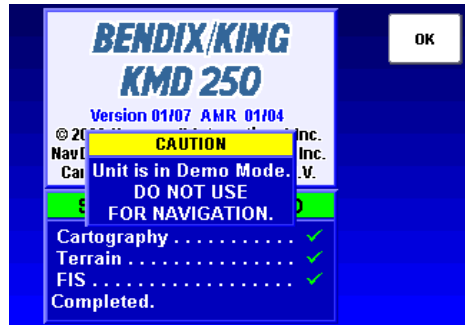 BENDIX/KING
KMD 250
OK
Version 01/07 AMR 01/04
Inc.
Inc.
.V.
CAUTION
Unit is in Demo Mode.
DO NOT USE
FOR NAVIGATION.
Cartography . . . . . . . . . . . ✓
Terrain . . . . . . . . . . . . . . . ✓
FIS . . . . . . . . . . . . . . . . . . ✓
Completed.